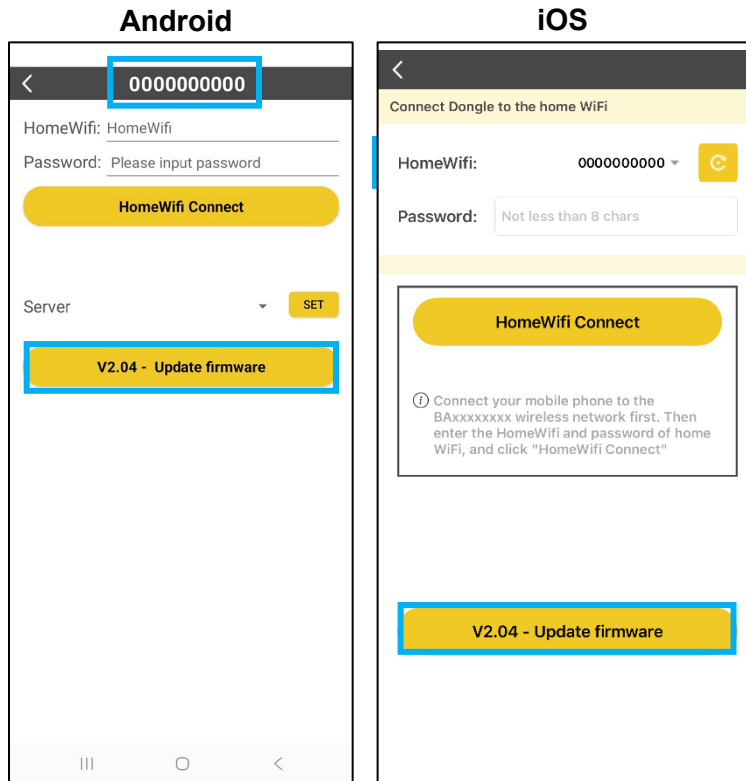 Android
0000000000
HomeWifi: HomeWifi
Password: Please input password
HomeWifi Connect
Server
SET
V2.04 - Update firmware
iOS
Connect Dongle to the home WiFi
HomeWifi: 0000000000
Password: Not less than 8 chars
HomeWifi Connect
Connect your mobile phone to the
BAxxxxxxxx wireless network first. Then
enter the HomeWifi and password of home
WiFi, and click "HomeWifi Connect"
V2.04 - Update firmware